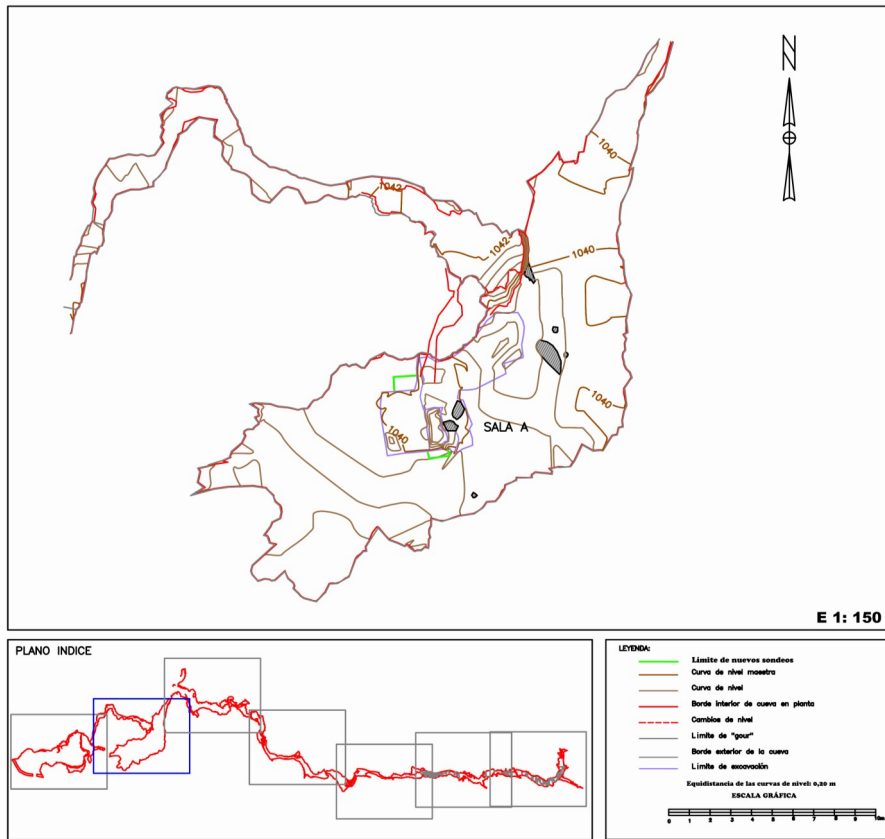 N
1040
1042
1042
1040
1040
1040
SALA A
E 1: 150
PLANO INDICE
LEYENDA:
Limite de nuevos sondeos
Curva de nivel maestra
Curva de nivel
Borde interior de cueva en planta
Cambios de nivel
Limite de "gour"
Borde exterior de la cueva
Limite de excavación
Equidistancia de las curvas de nivel: 0,20 m
ESCALA GRÁFICA
0 1 2 3 4 5 6 7 8 9 10m